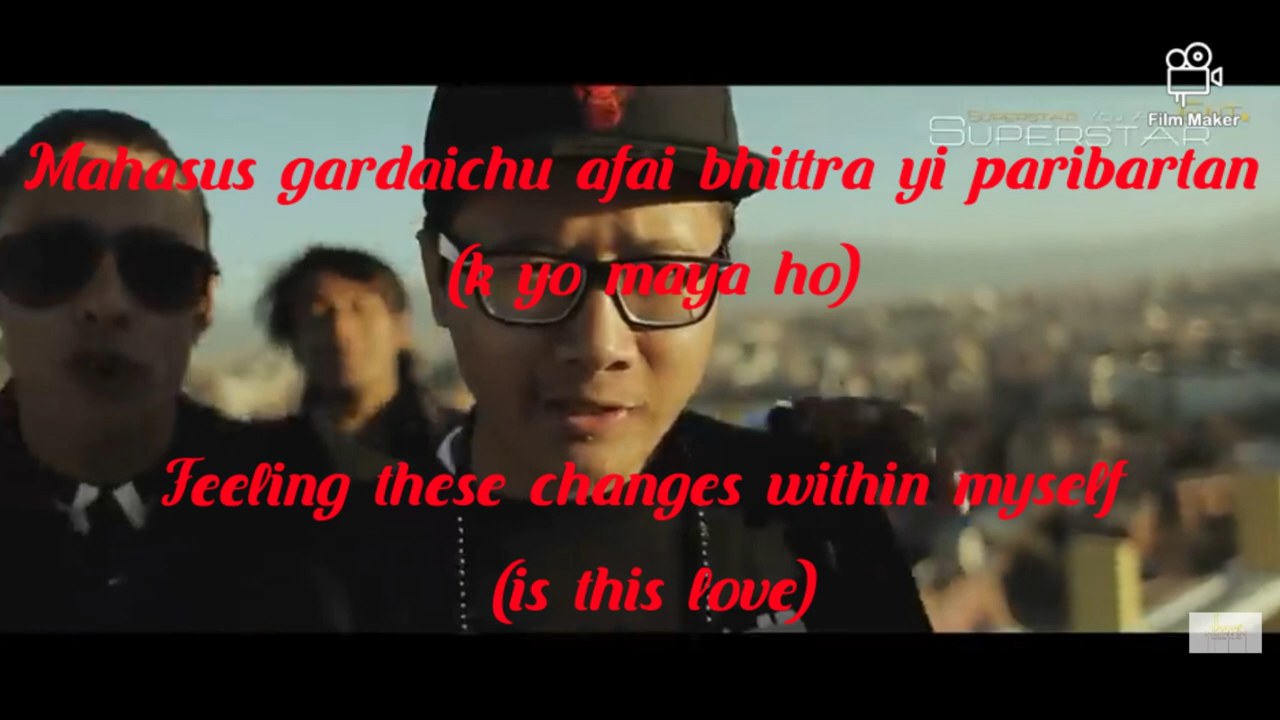 Film Maker
SUPERSTAR
SUPERSTAR
Mahasus gardaichu afai bhittra yi paribartan
(k yo maya ho)
Feeling these changes within myself
(is this love)